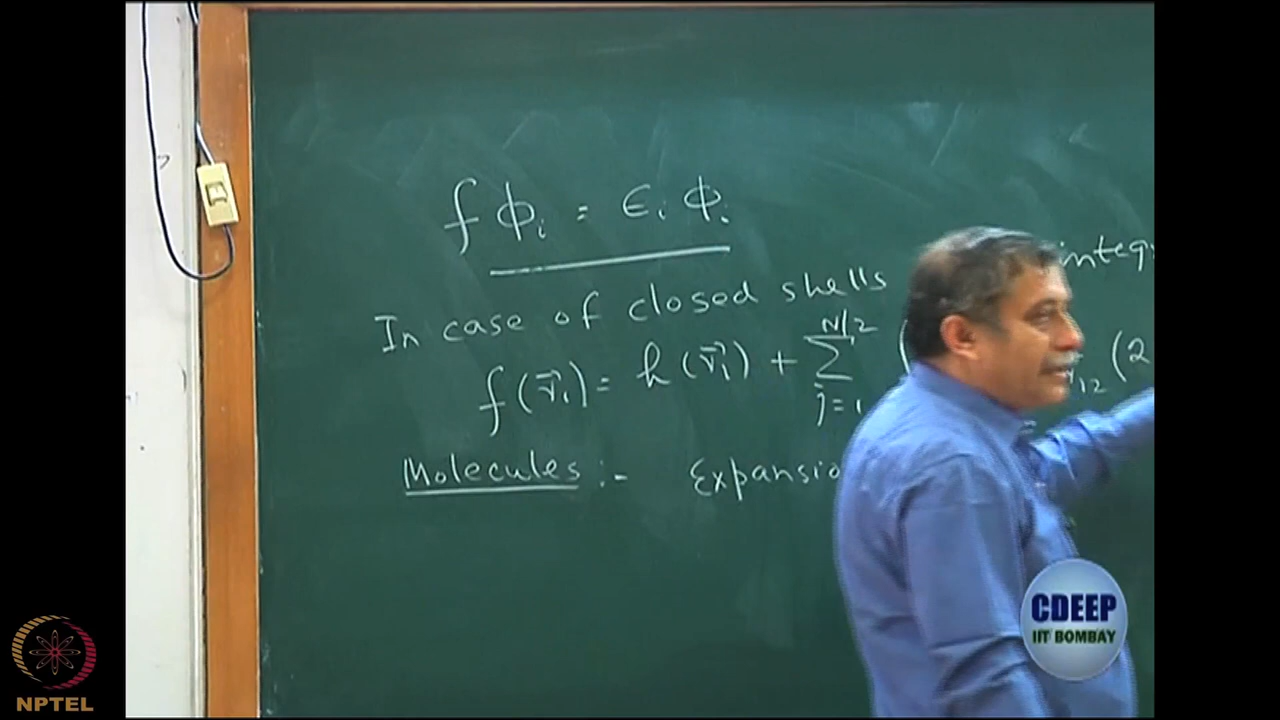 f ϕᵢ = ϵᵢ ϕᵢ
In case of closed shells integ
f(r⃗₁) = h(r⃗₁) + Σ_{j=1}^{N/2} ( r₁₂ (2
Molecules :- Expansio
CDEEP
IIT BOMBAY
NPTEL